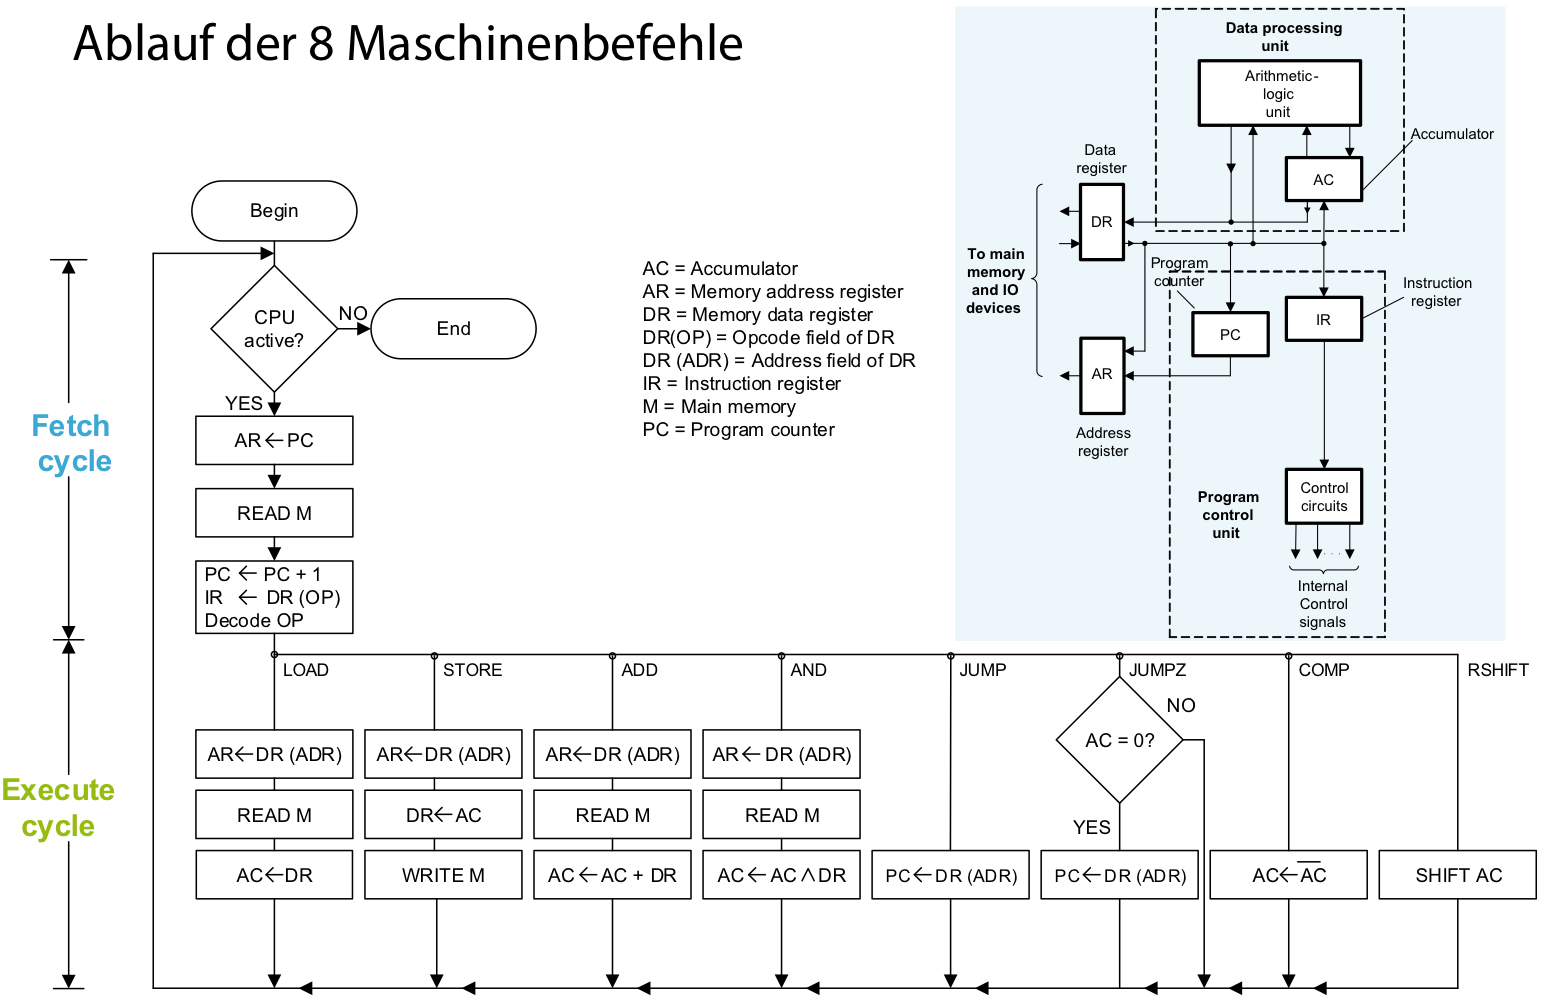 Ablauf der 8 Maschinenbefehle
Data processing
unit
Arithmetic-
logic
unit
Accumulator
AC
Data
register
DR
To main
memory
and IO
devices
Program
counter
PC
Instruction
register
IR
AR
Address
register
Program
control
unit
Control
circuits
. . . .
Internal
Control
signals
Begin
CPU
active?
NO
End
YES
AC = Accumulator
AR = Memory address register
DR = Memory data register
DR(OP) = Opcode field of DR
DR (ADR) = Address field of DR
IR = Instruction register
M = Main memory
PC = Program counter
Fetch
cycle
AR ← PC
READ M
PC ← PC + 1
IR ← DR (OP)
Decode OP
Execute
cycle
LOAD
AR ← DR (ADR)
READ M
AC ← DR
STORE
AR ← DR (ADR)
DR ← AC
WRITE M
ADD
AR ← DR (ADR)
READ M
AC ← AC + DR
AND
AR ← DR (ADR)
READ M
AC ← AC ∧ DR
JUMP
PC ← DR (ADR)
JUMPZ
AC = 0?
NO
YES
PC ← DR (ADR)
COMP
AC ← A̅C̅
RSHIFT
SHIFT AC